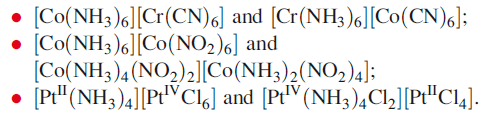 • [Co(NH₃)₆][Cr(CN)₆] and [Cr(NH₃)₆][Co(CN)₆];
• [Co(NH₃)₆][Co(NO₂)₆] and
[Co(NH₃)₄(NO₂)₂][Co(NH₃)₂(NO₂)₄];
• [Ptᴵᴵ(NH₃)₄][Ptᴵⱽ Cl₆] and [Ptᴵⱽ(NH₃)₄Cl₂][PtᴵᴵCl₄].